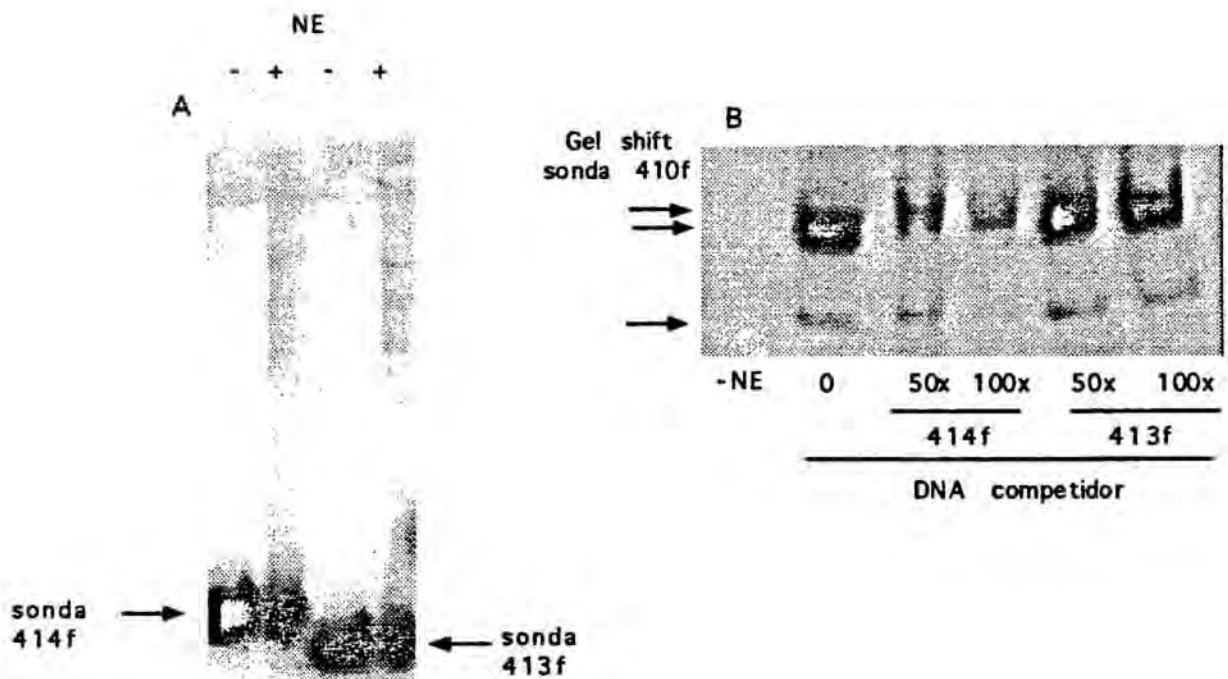 NE
- + - +
A
sonda
414f
sonda
413f
B
Gel shift
sonda 410f
-NE 0 50x 100x 50x 100x
414f 413f
DNA competidor